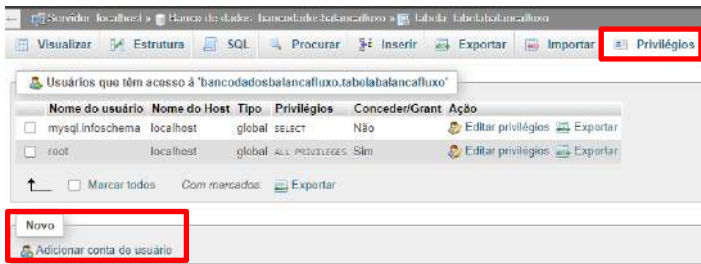 Servidor: localhost » Banco de dados: bancodadosbalancafluxo » Tabela: tabelabalancafluxo
Visualizar Estrutura SQL Procurar Inserir Exportar Importar Privilégios
Usuários que têm acesso à "bancodadosbalancafluxo.tabelabalancafluxo"
Nome do usuário Nome do Host Tipo Privilégios Conceder/Grant Ação
mysql.infoschema localhost global SELECT Não Editar privilégios Exportar
root localhost global ALL PRIVILEGES Sim Editar privilégios Exportar
Marcar todos Com marcados: Exportar
Novo
Adicionar conta de usuário